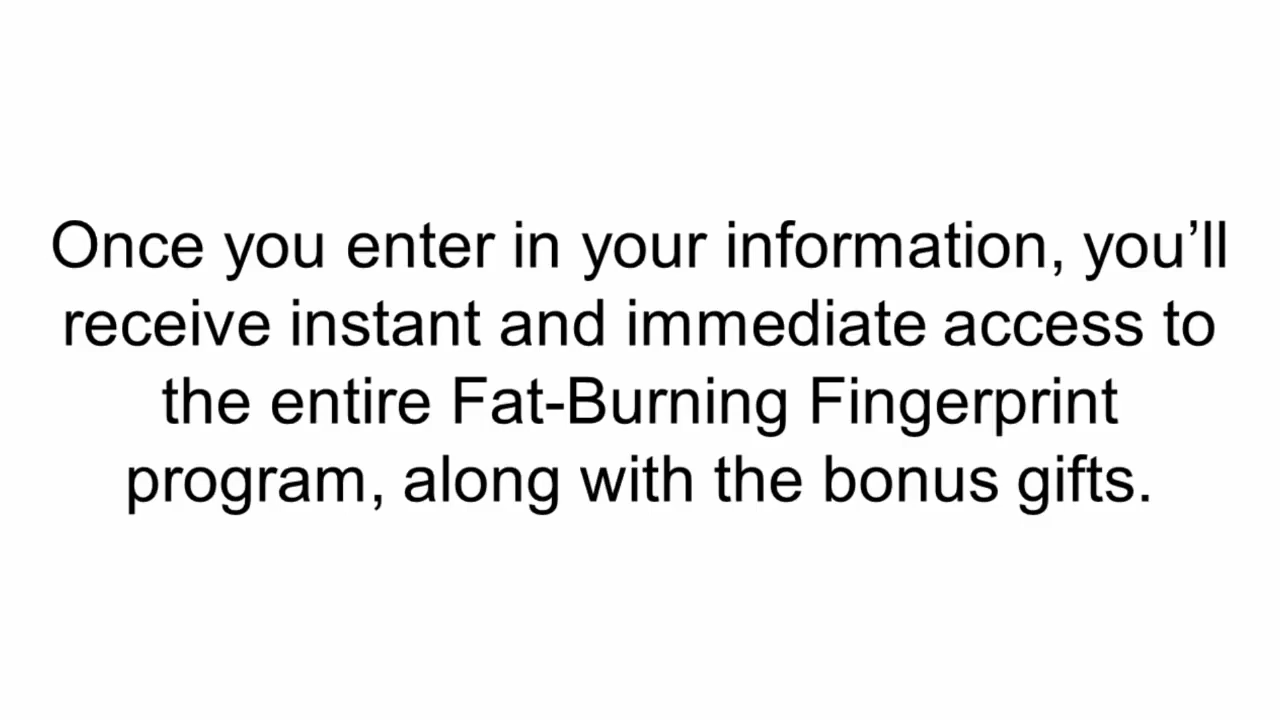 Once you enter in your information, you’ll
receive instant and immediate access to
the entire Fat-Burning Fingerprint
program, along with the bonus gifts.